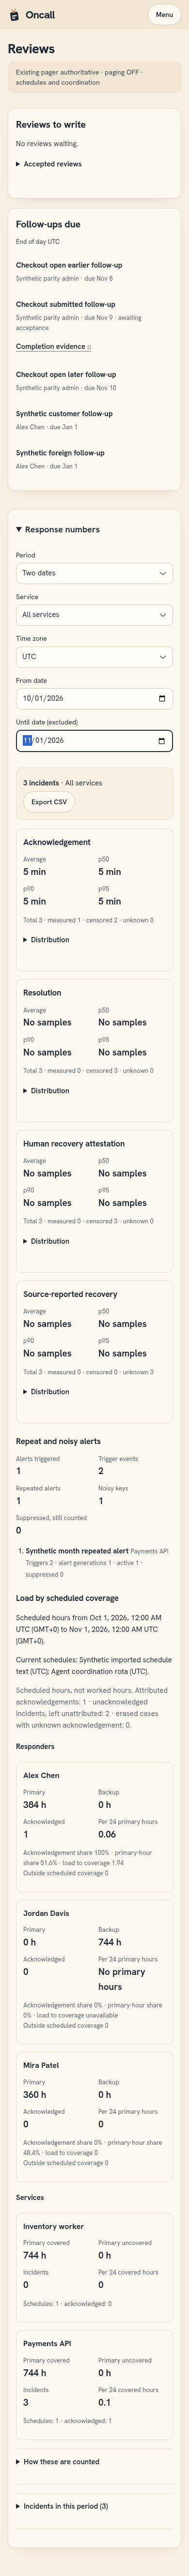 Oncall
Menu
Reviews
Existing pager authoritative · paging OFF ·
schedules and coordination
Reviews to write
No reviews waiting.
Accepted reviews
Follow-ups due
End of day UTC
Checkout open earlier follow-up
Synthetic parity admin · due Nov 8
Checkout submitted follow-up
Synthetic parity admin · due Nov 9 · awaiting
acceptance
Completion evidence
Checkout open later follow-up
Synthetic parity admin · due Nov 10
Synthetic customer follow-up
Alex Chen · due Jan 1
Synthetic foreign follow-up
Alex Chen · due Jan 1
Response numbers
Period
Two dates
Service
All services
Time zone
UTC
From date
10/01/2026
Until date (excluded)
11/01/2026
3 incidents · All services
Export CSV
Acknowledgement
Average
p50
5 min
5 min
p90
p95
5 min
5 min
Total 3 · measured 1 · censored 2 · unknown 0
Distribution
Resolution
Average
p50
No samples
No samples
p90
p95
No samples
No samples
Total 3 · measured 0 · censored 3 · unknown 0
Distribution
Human recovery attestation
Average
p50
No samples
No samples
p90
p95
No samples
No samples
Total 3 · measured 0 · censored 3 · unknown 0
Distribution
Source-reported recovery
Average
p50
No samples
No samples
p90
p95
No samples
No samples
Total 3 · measured 0 · censored 0 · unknown 3
Distribution
Repeat and noisy alerts
Alerts triggered
Trigger events
1
2
Repeated alerts
Noisy keys
1
1
Suppressed, still counted
0
1. Synthetic month repeated alert Payments API
Triggers 2 · alert generations 1 · active 1 ·
suppressed 0
Load by scheduled coverage
Scheduled hours from Oct 1, 2026, 12:00 AM
UTC (GMT+0) to Nov 1, 2026, 12:00 AM UTC
(GMT+0).
Current schedules: Synthetic imported schedule
text (UTC); Agent coordination rota (UTC).
Scheduled hours, not worked hours. Attributed
acknowledgements: 1 · unacknowledged
incidents, left unattributed: 2 · erased cases
with unknown acknowledgement: 0.
Responders
Alex Chen
Primary
Backup
384 h
0 h
Acknowledged
Per 24 primary hours
1
0.06
Acknowledgement share 100% · primary-hour
share 51.6% · load to coverage 1.94
Outside scheduled coverage 0
Jordan Davis
Primary
Backup
0 h
744 h
Acknowledged
Per 24 primary hours
0
No primary
hours
Acknowledgement share 0% · primary-hour share
0% · load to coverage unavailable
Outside scheduled coverage 0
Mira Patel
Primary
Backup
360 h
0 h
Acknowledged
Per 24 primary hours
0
0
Acknowledgement share 0% · primary-hour share
48.4% · load to coverage 0
Outside scheduled coverage 0
Services
Inventory worker
Primary covered
Primary uncovered
744 h
0 h
Incidents
Per 24 covered hours
0
0
Schedules: 1 · acknowledged: 0
Payments API
Primary covered
Primary uncovered
744 h
0 h
Incidents
Per 24 covered hours
3
0.1
Schedules: 1 · acknowledged: 1
How these are counted
Incidents in this period (3)